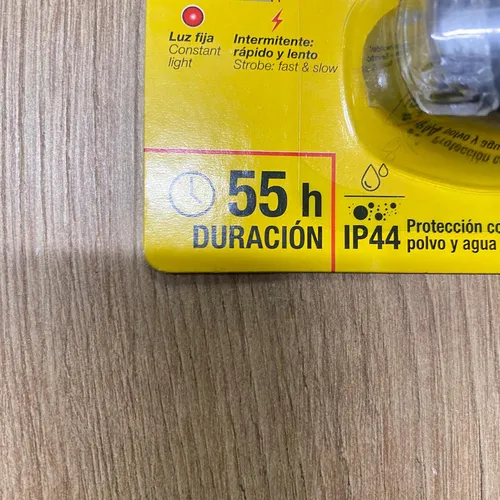 Luz fija
Constant
light
Intermitente:
rápido y lento
Strobe: fast & slow
55 h
DURACIÓN
IP44
Protección co
polvo y agua